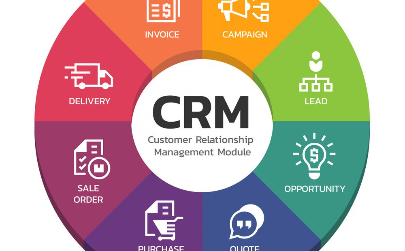 INVOICE
CAMPAIGN
DELIVERY
LEAD
CRM
Customer Relationship
Management Module
SALE
ORDER
OPPORTUNITY
PURCHASE
QUOTE